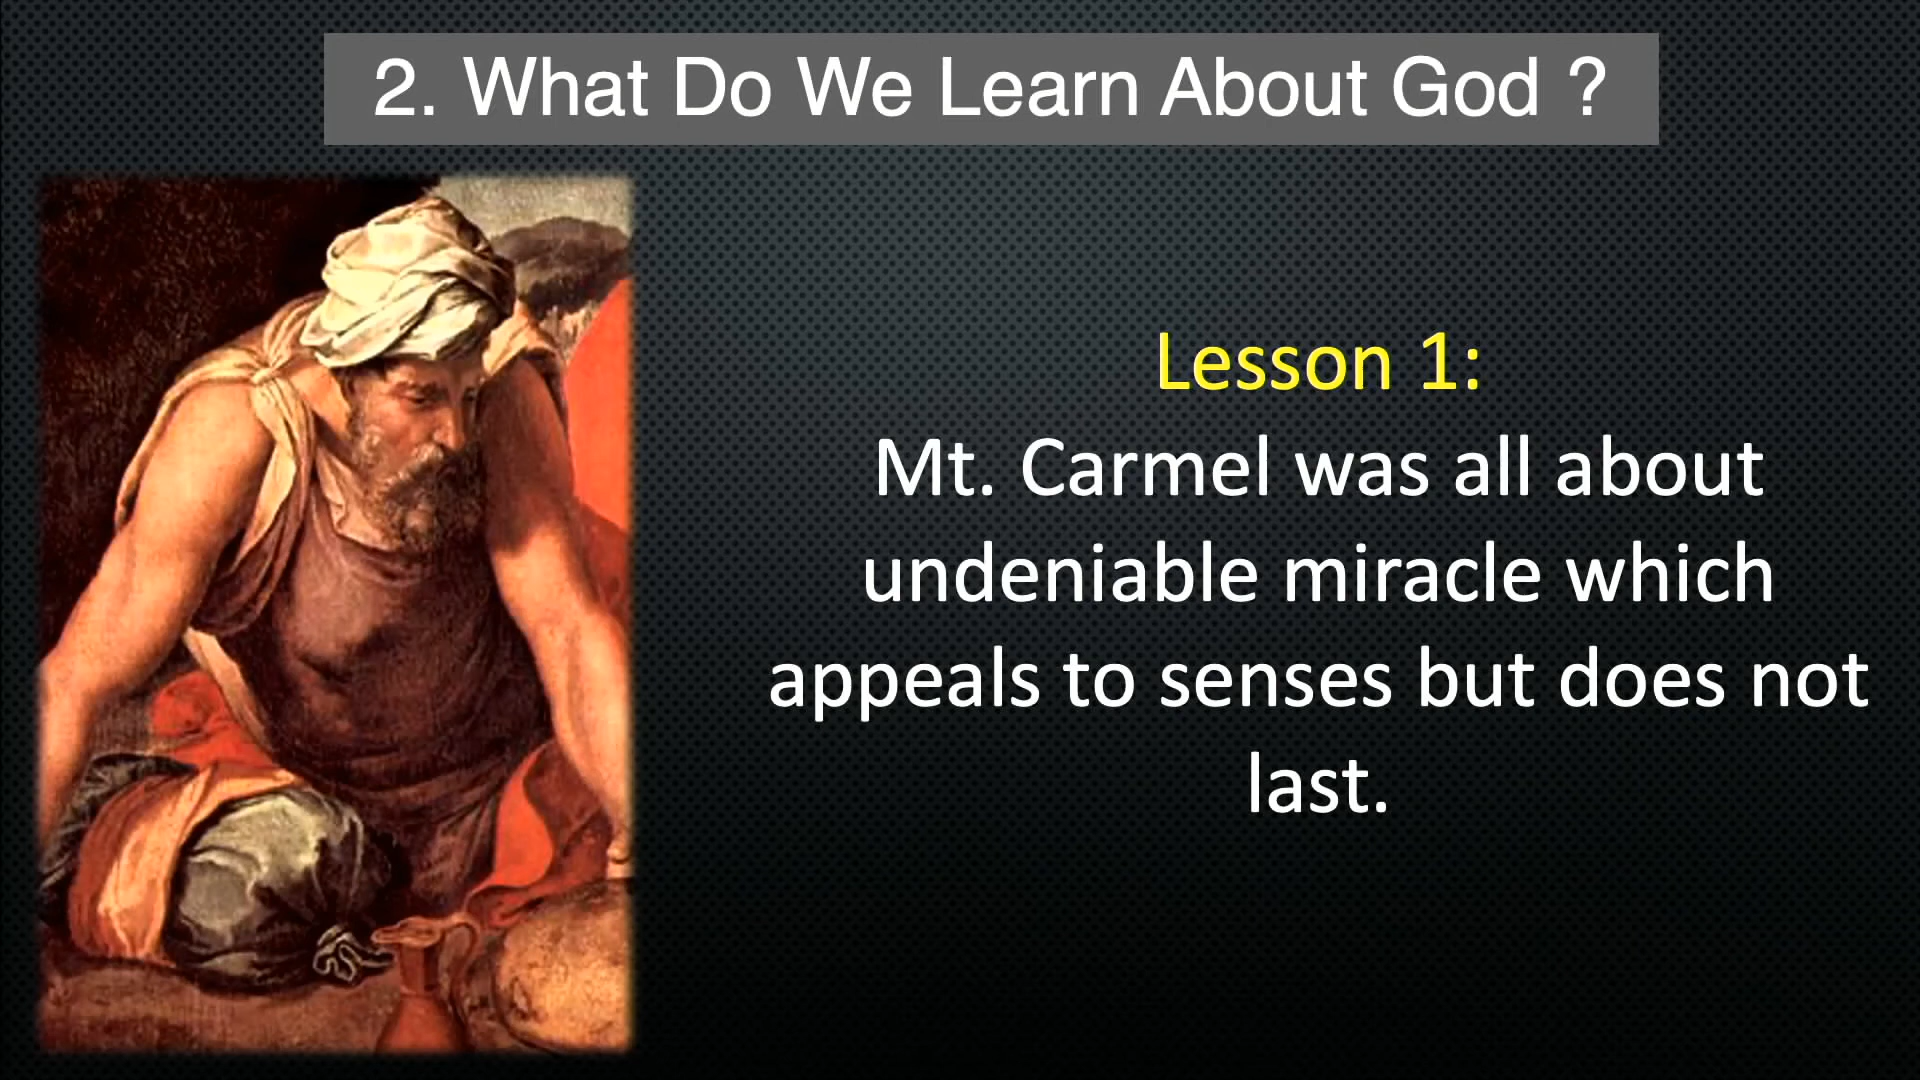 2. What Do We Learn About God ?
Lesson 1:
Mt. Carmel was all about
undeniable miracle which
appeals to senses but does not
last.